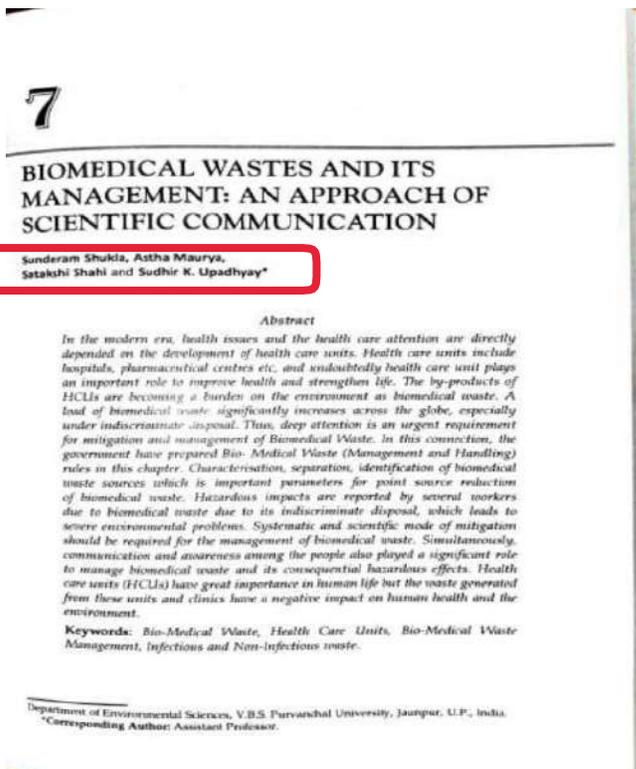 7
BIOMEDICAL WASTES AND ITS
MANAGEMENT: AN APPROACH OF
SCIENTIFIC COMMUNICATION
Sunderam Shukla, Astha Maurya,
Satakshi Shahi and Sudhir K. Upadhyay*
Abstract
In the modern era, health issues and the health care attention are directly
depended on the development of health care units. Health care units include
hospitals, pharmaceutical centres etc, and undoubtedly health care unit plays
an important role to improve health and strengthen life. The by-products of
HCUs are becoming a burden on the environment as biomedical waste. A
load of biomedical waste significantly increases across the globe, especially
under indiscriminate disposal. Thus, deep attention is an urgent requirement
for mitigation and management of Biomedical Waste. In this connection, the
government have prepared Bio- Medical Waste (Management and Handling)
rules in this chapter. Characterisation, separation, identification of biomedical
waste sources which is important parameters for point source reduction
of biomedical waste. Hazardous impacts are reported by several workers
due to biomedical waste due to its indiscriminate disposal, which leads to
severe environmental problems. Systematic and scientific mode of mitigation
should be required for the management of biomedical waste. Simultaneously,
communication and awareness among the people also played a significant role
to manage biomedical waste and its consequential hazardous effects. Health
care units (HCUs) have great importance in human life but the waste generated
from these units and clinics have a negative impact on human health and the
environment.
Keywords: Bio-Medical Waste, Health Care Units, Bio-Medical Waste
Management, Infectious and Non-Infectious waste.
Department of Environmental Sciences, V.B.S. Purvanchal University, Jaunpur, U.P., India.
*Corresponding Author: Assistant Professor.